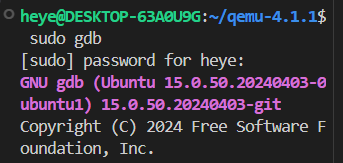 heye@DESKTOP-63A0U9G:~/qemu-4.1.1$
sudo gdb
[sudo] password for heye:
GNU gdb (Ubuntu 15.0.50.20240403-0
ubuntu1) 15.0.50.20240403-git
Copyright (C) 2024 Free Software F
oundation, Inc.